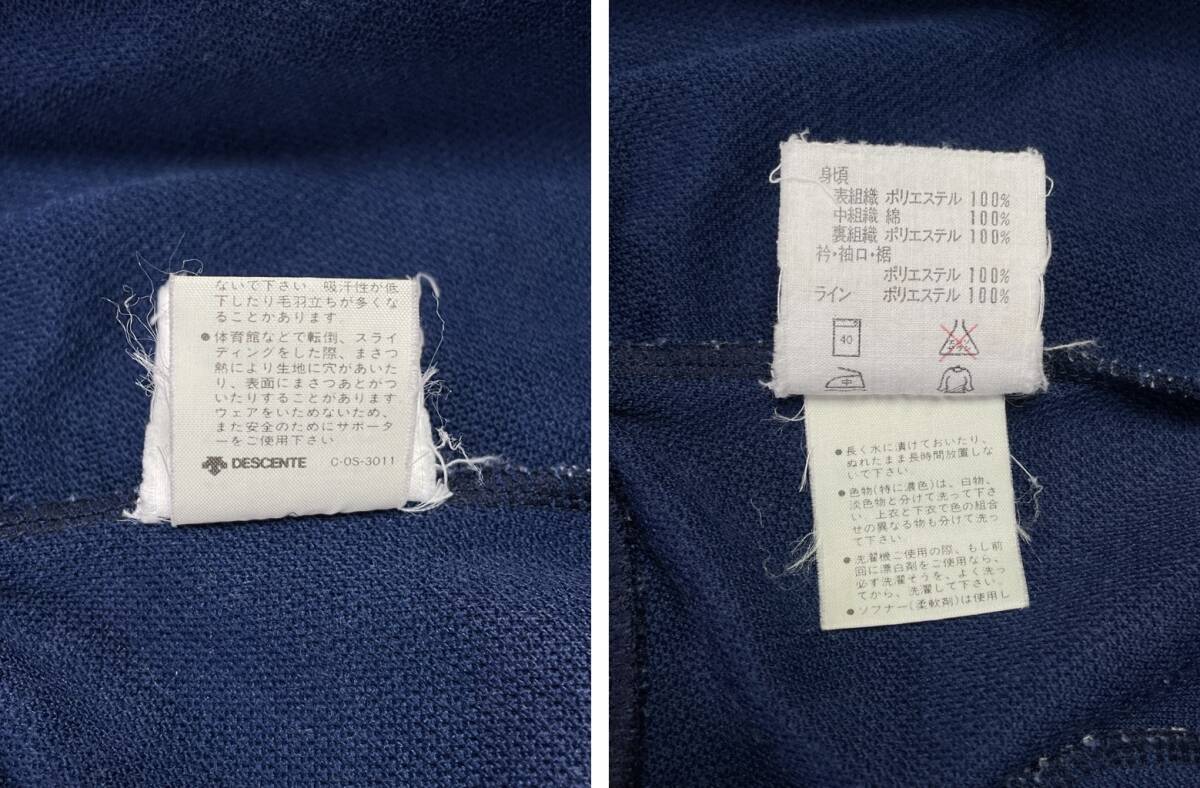 ないで下さい 吸汗性が低
下したり毛羽立ちが多くな
ることかあります
●体育館などで転倒、スライ
ティングをした際、まさつ
熱により生地に穴があいた
り、表面にまさつあとがつ
いたりすることがあります
ウェアをいためないため、
また安全のためにサポータ
ーをご使用下さい
DESCENTE C-OS-3011
身頃
表組織 ポリエステル 100%
中組織 綿 100%
裏組織 ポリエステル 100%
衿・袖口・裾
ポリエステル 100%
ライン ポリエステル 100%
40
エンソ
サラシ
中
●長く水に漬けておいたり、
ぬれたまま長時間放置しな
いで下さい
●色物(特に濃色)は、白物、
淡色物と分けて洗って下さ
い 上衣と下衣で色の組合
せの異なる物も分けて洗っ
て下さい
●洗濯機ご使用の際、もし前
回に漂白剤をご使用なら、
必ず洗濯そうを、よく洗っ
てから、洗濯して下さい。
●ソフナー(柔軟剤)は使用し